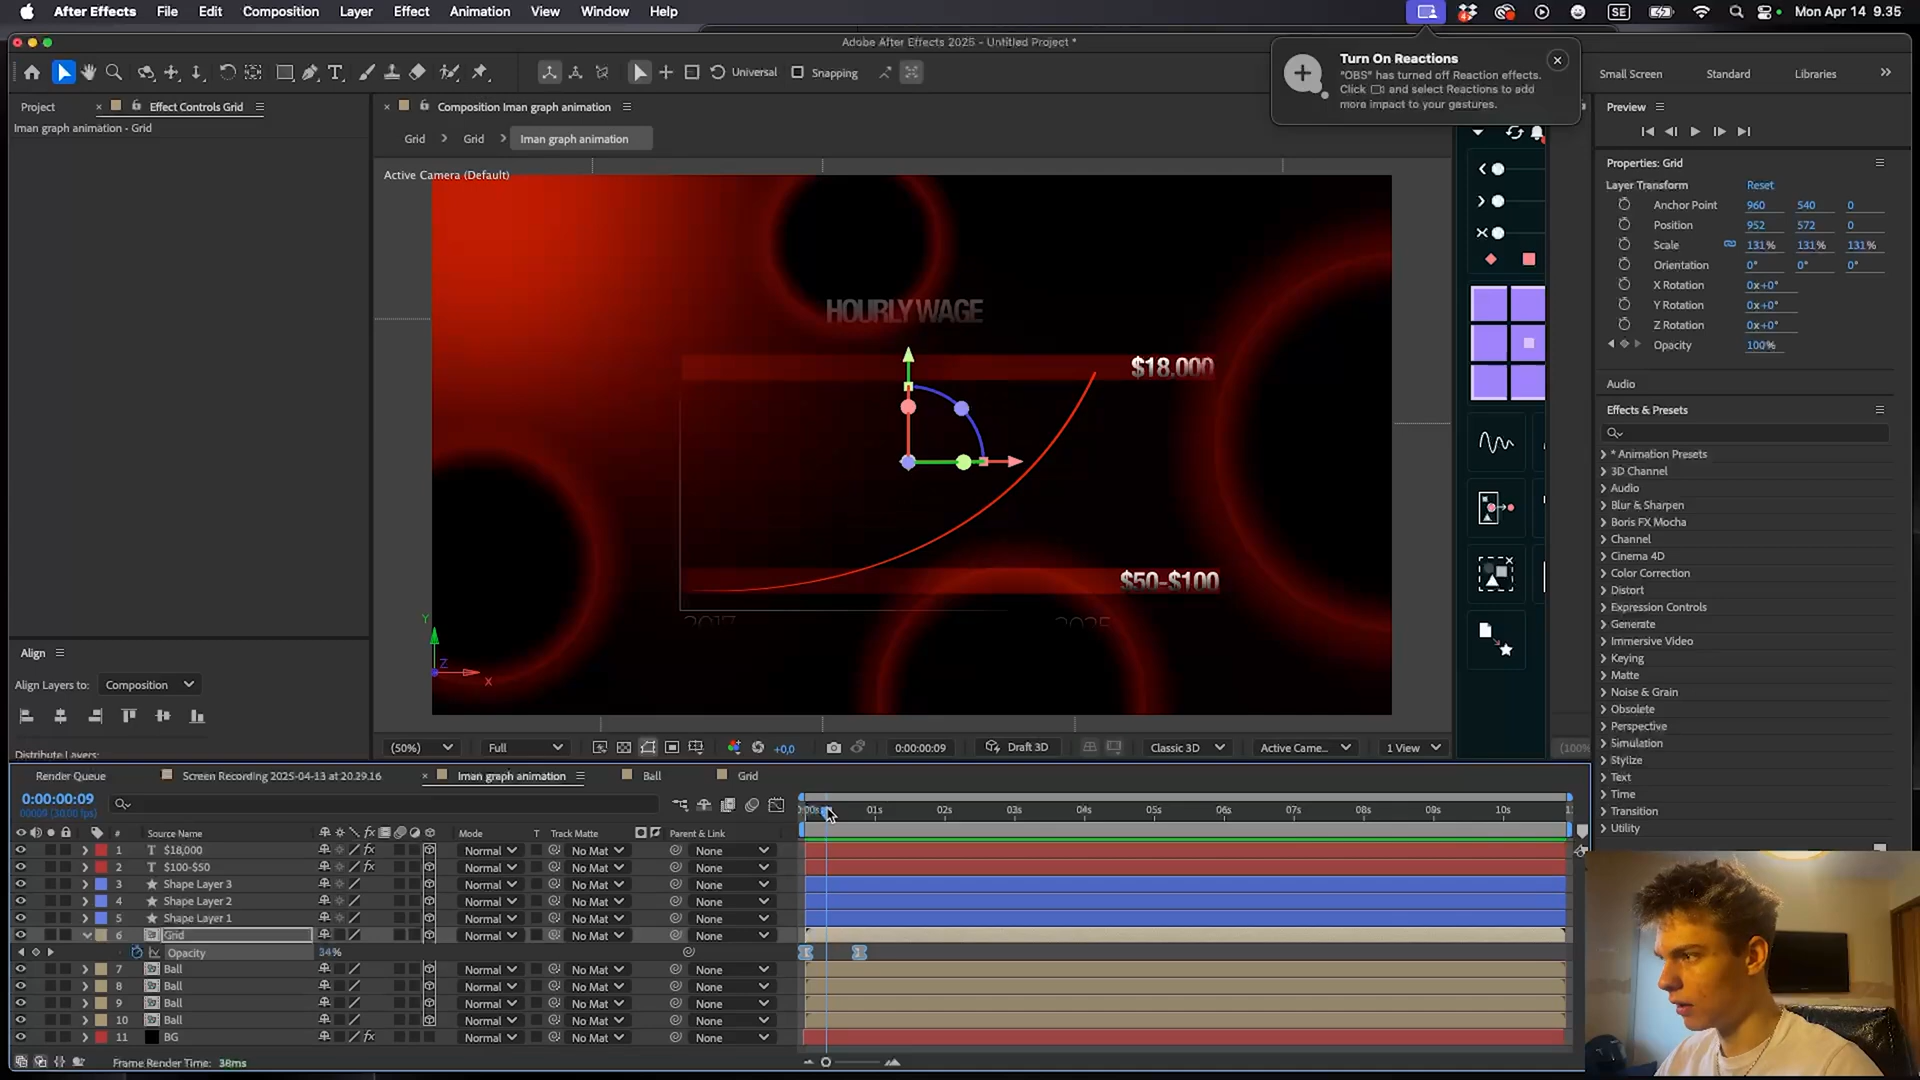 After Effects File Edit Composition Layer Effect Animation View Window Help SE Mon Apr 14 9.35
Adobe After Effects 2025 - Untitled Project *
Turn On Reactions
"OBS" has turned off Reaction effects.
Click and select Reactions to add
more impact to your gestures.
Universal Snapping Small Screen Standard Libraries
Project Effect Controls Grid Composition Iman graph animation Preview
Iman graph animation - Grid
Grid Grid Iman graph animation
Active Camera (Default)
HOURLY WAGE
$18.000
$50-$100
2017 2025
Properties: Grid
Layer Transform Reset
Anchor Point 960 540 0
Position 952 572 0
Scale 131% 131% 131%
Orientation 0° 0° 0°
X Rotation 0x+0°
Y Rotation 0x+0°
Z Rotation 0x+0°
Opacity 100%
Audio
Effects & Presets
* Animation Presets
3D Channel
Audio
Blur & Sharpen
Boris FX Mocha
Channel
Cinema 4D
Color Correction
Distort
Expression Controls
Generate
Immersive Video
Keying
Matte
Noise & Grain
Obsolete
Perspective
Simulation
Stylize
Text
Time
Transition
Utility
Y
Z
X
Align
Align Layers to: Composition
Distribute Layers:
(50%) Full +0,0 0:00:00:09 Draft 3D Classic 3D Active Came... 1 View (100%
Render Queue Screen Recording 2025-04-13 at 20.29.16 Iman graph animation Ball Grid
0:00:00:09
01s 02s 03s 04s 05s 06s 07s 08s 09s 10s
# Source Name fx Mode T Track Matte Parent & Link
1 T $18,000 fx Normal No Mat None
2 T $100-$50 fx Normal No Mat None
3 Shape Layer 3 Normal No Mat None
4 Shape Layer 2 Normal No Mat None
5 Shape Layer 1 Normal No Mat None
6 Grid Normal No Mat None
Opacity 34%
7 Ball Normal No Mat None
8 Ball Normal No Mat None
9 Ball Normal No Mat None
10 Ball Normal No Mat None
11 BG fx Normal No Mat None
Frame Render Time: 38ms